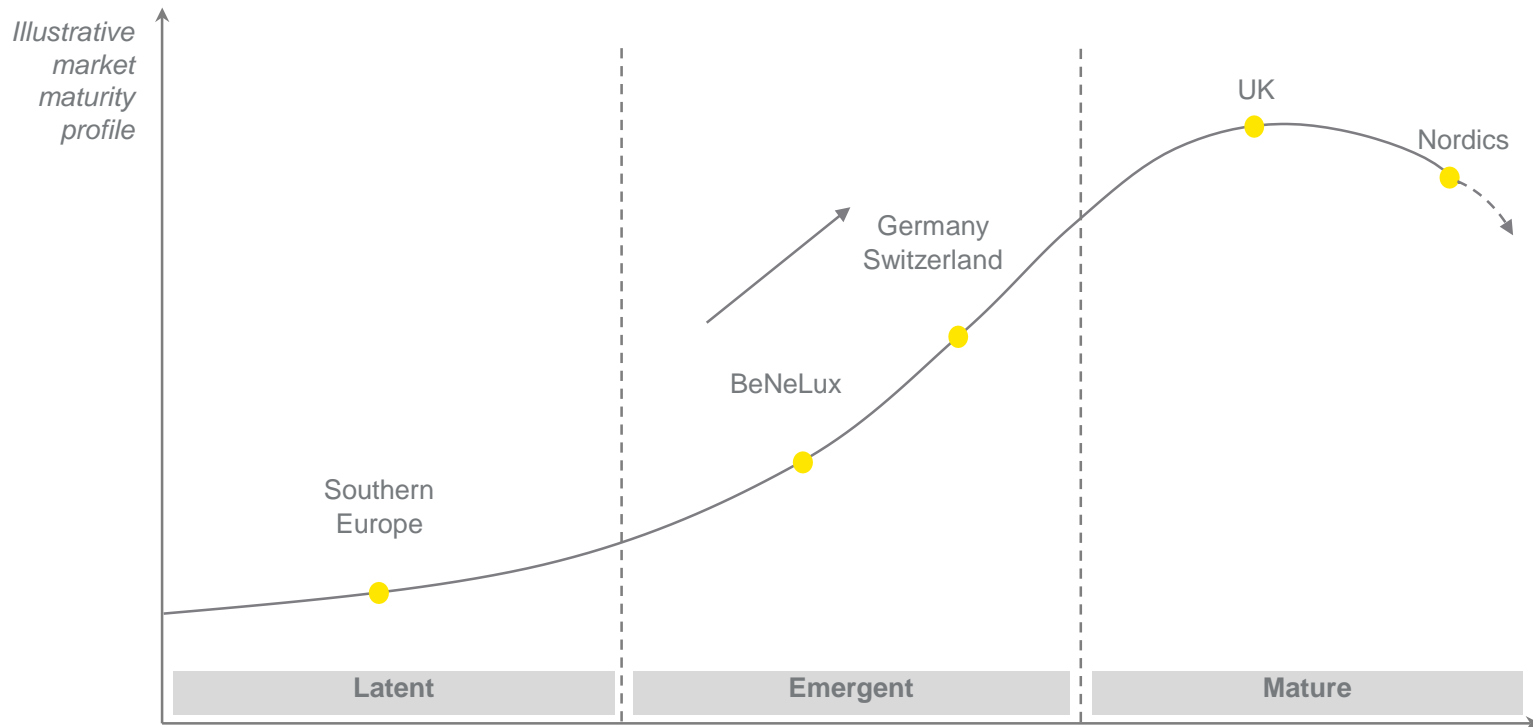 Illustrative
market
maturity
profile
UK
Nordics
Germany
Switzerland
BeNeLux
Southern
Europe
Latent
Emergent
Mature